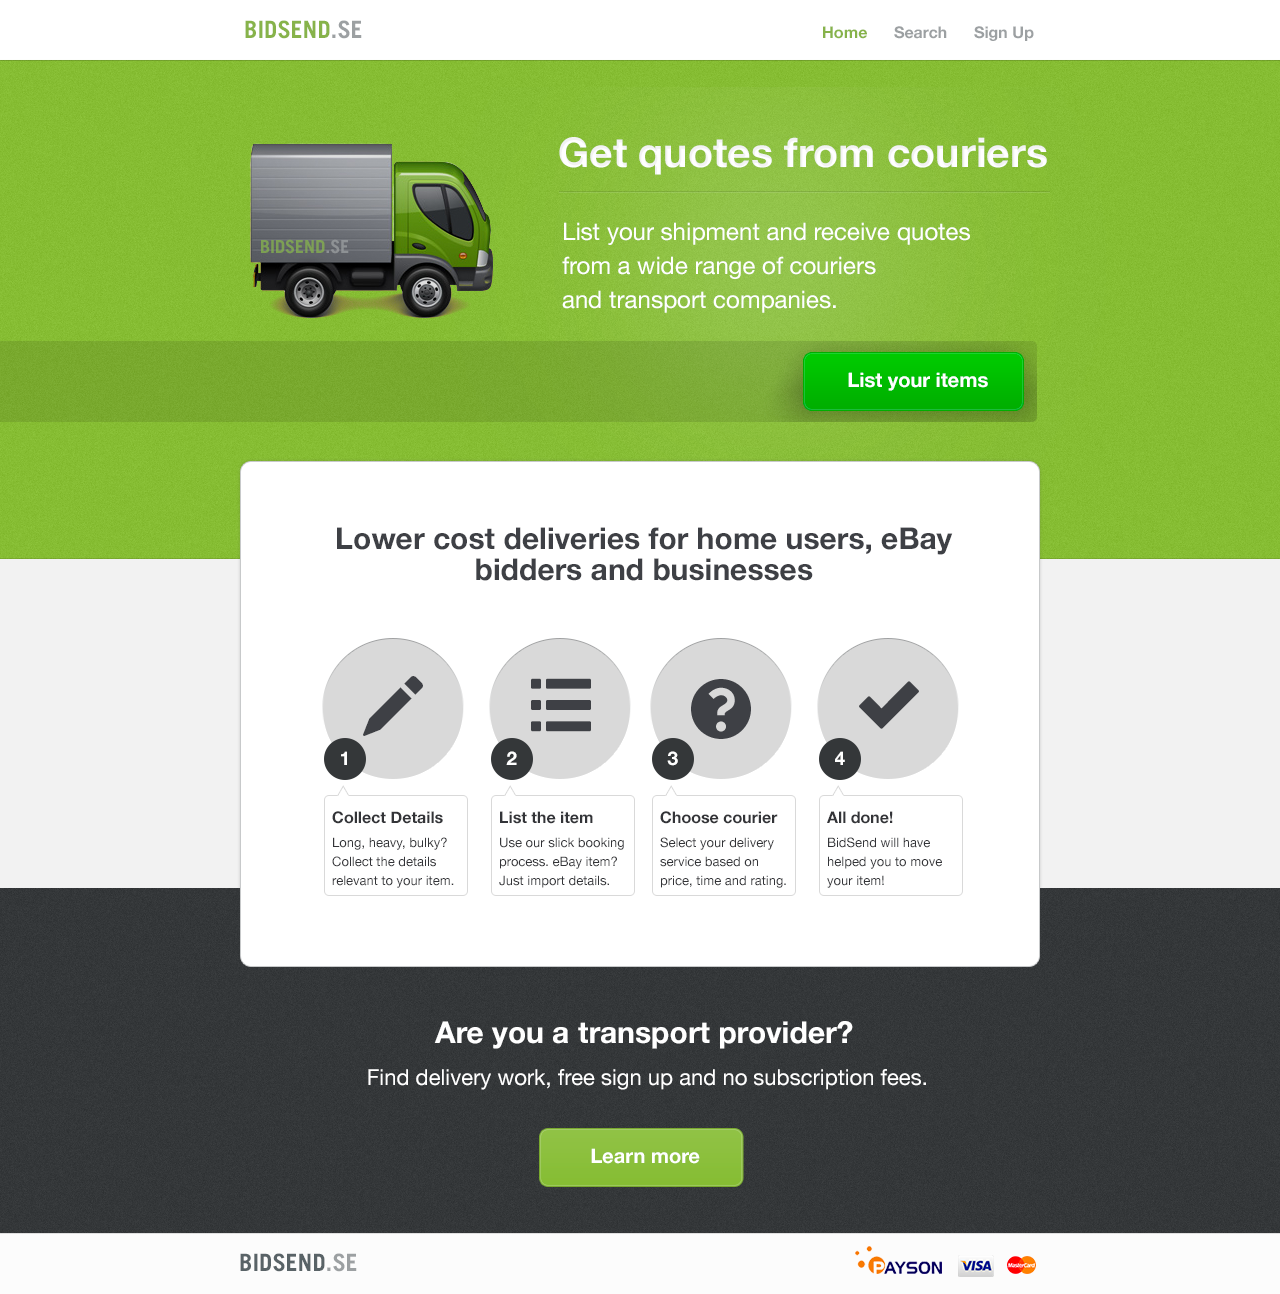 BIDSEND.SE
Home Search Sign Up
Get quotes from couriers
List your shipment and receive quotes
from a wide range of couriers
and transport companies.
BIDSEND.SE
List your items
Lower cost deliveries for home users, eBay
bidders and businesses
1
Collect Details
Long, heavy, bulky?
Collect the details
relevant to your item.
2
List the item
Use our slick booking
process. eBay item?
Just import details.
3
Choose courier
Select your delivery
service based on
price, time and rating.
4
All done!
BidSend will have
helped you to move
your item!
Are you a transport provider?
Find delivery work, free sign up and no subscription fees.
Learn more
BIDSEND.SE
PAYSON VISA MasterCard